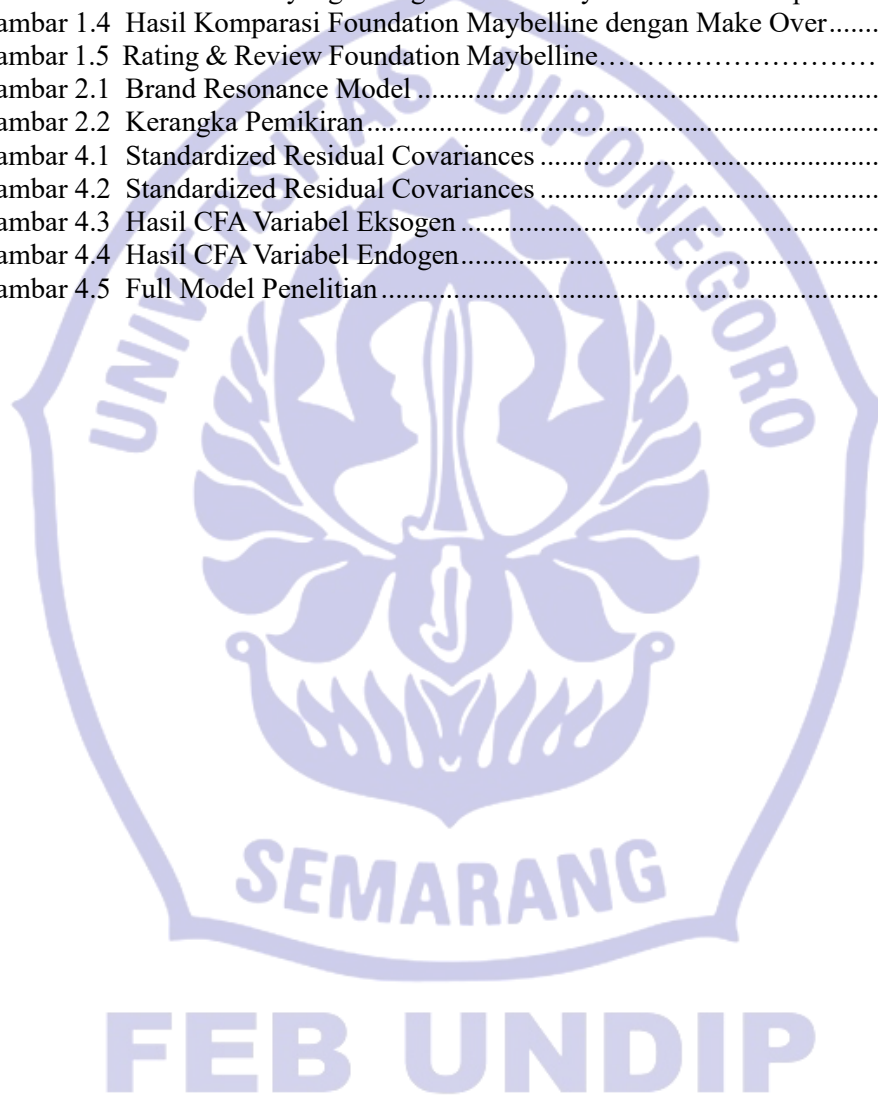 ambar 1.4 Hasil Komparasi Foundation Maybelline dengan Make Over.......
ambar 1.5 Rating & Review Foundation Maybelline……………………………
ambar 2.1 Brand Resonance Model ................................................................
ambar 2.2 Kerangka Pemikiran.......................................................................
ambar 4.1 Standardized Residual Covariances ...............................................
ambar 4.2 Standardized Residual Covariances ...............................................
ambar 4.3 Hasil CFA Variabel Eksogen ..........................................................
ambar 4.4 Hasil CFA Variabel Endogen..........................................................
ambar 4.5 Full Model Penelitian.....................................................................
UNIVERSITAS DIPONEGORO
SEMARANG
FEB UNDIP